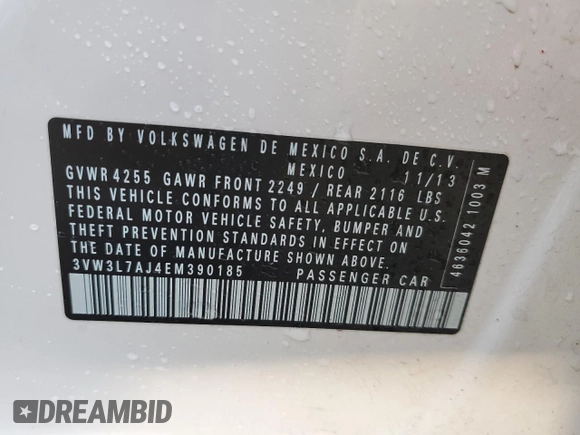 MFD BY VOLKSWAGEN DE MEXICO S.A. DE C.V.
MEXICO 11/13
GVWR 4255 GAWR FRONT 2249 / REAR 2116 LBS
THIS VEHICLE CONFORMS TO ALL APPLICABLE U.S.
FEDERAL MOTOR VEHICLE SAFETY, BUMPER AND
THEFT PREVENTION STANDARDS IN EFFECT ON
THE DATE OF MANUFACTURE SHOWN ABOVE.
3VW3L7AJ4EM390185 PASSENGER CAR
4636042 1003 M
DREAMBID